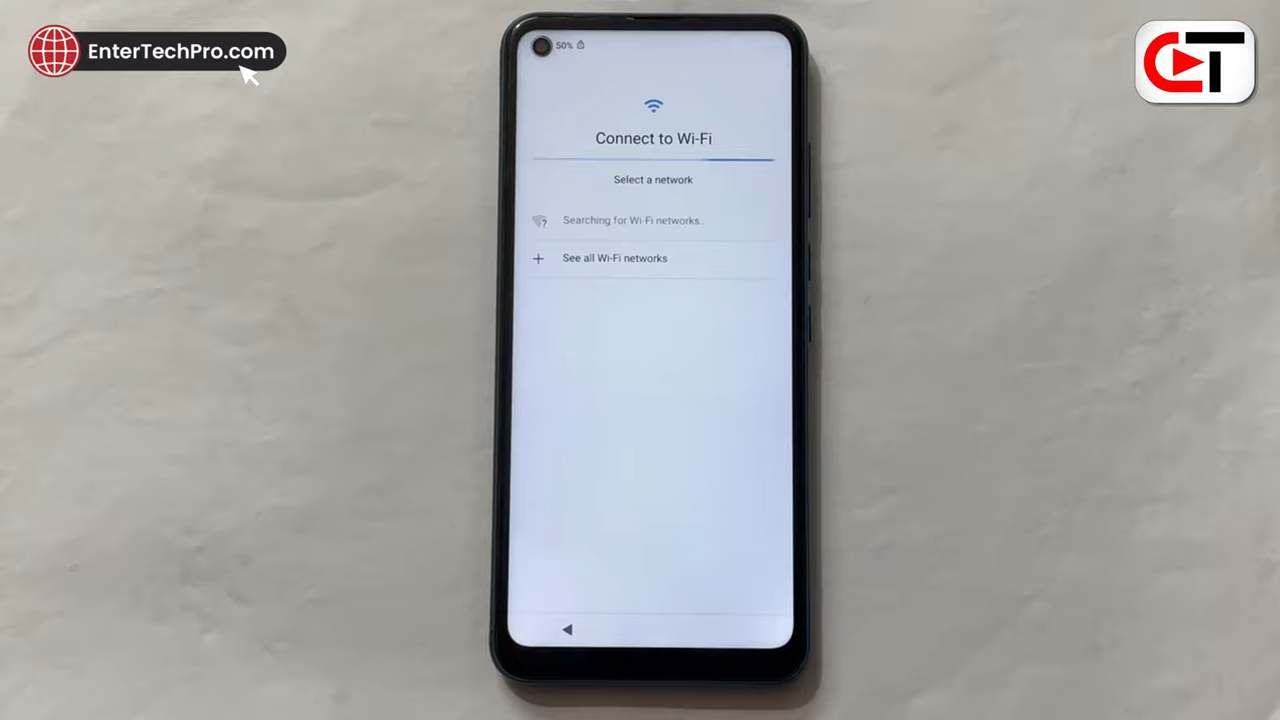 EnterTechPro.com
CT
50%
Connect to Wi-Fi
Select a network
Searching for Wi-Fi networks..
See all Wi-Fi networks